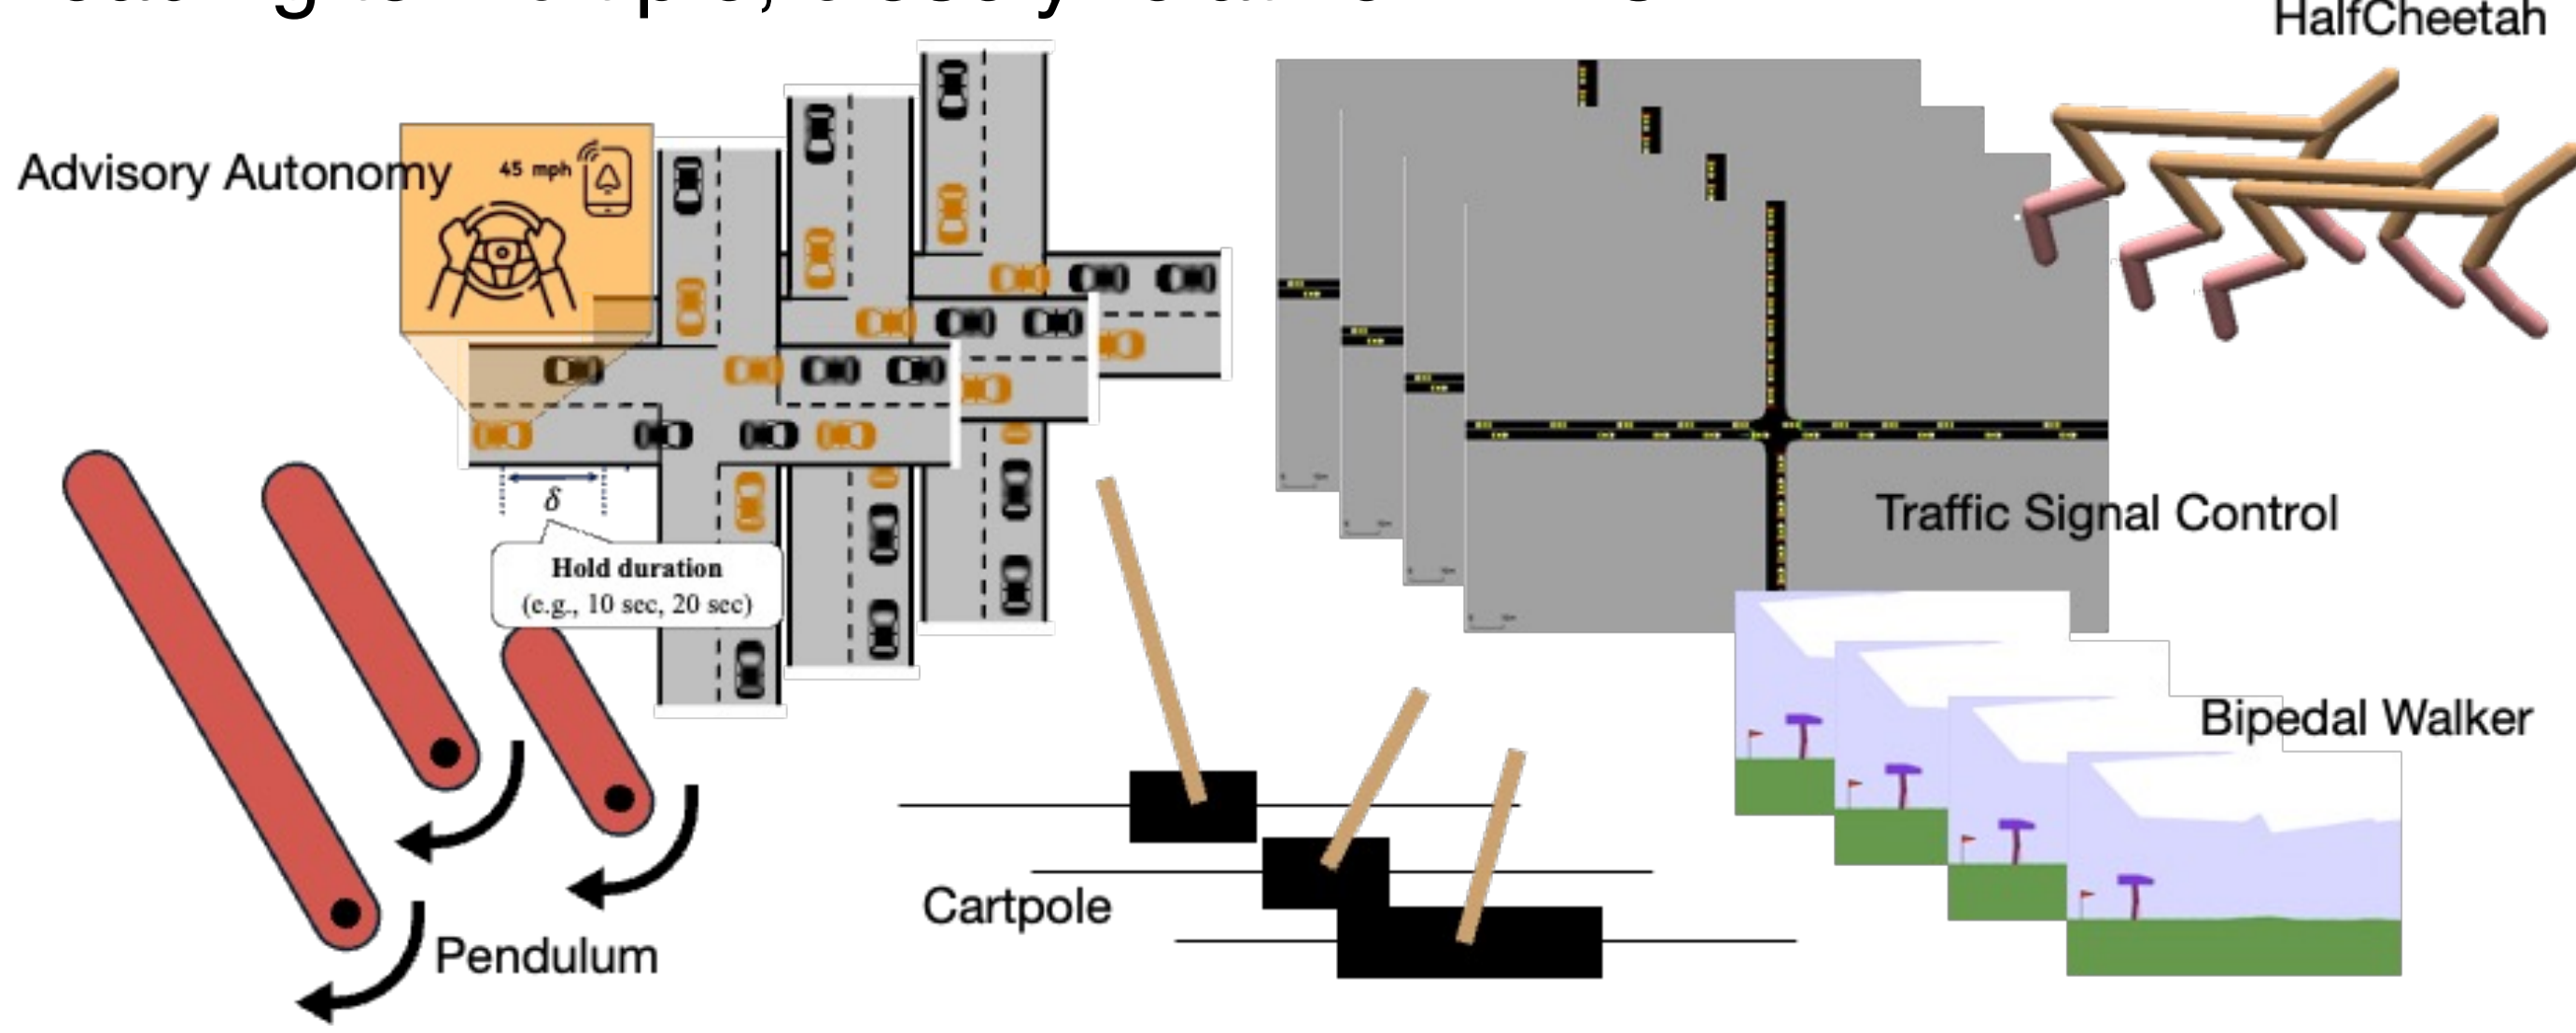 HalfCheetah
Advisory Autonomy
45 mph
δ
Hold duration
(e.g., 10 sec, 20 sec)
Traffic Signal Control
Bipedal Walker
Cartpole
Pendulum